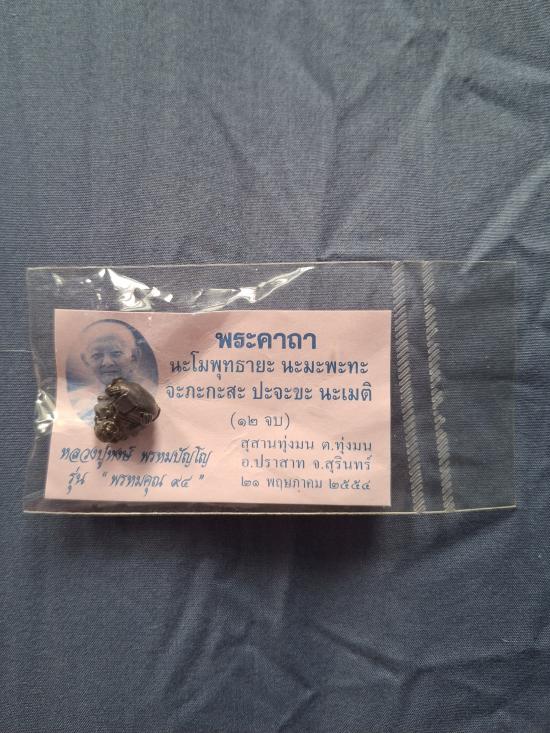 พระคาถา
นะโมพุทธายะ นะมะพะทะ
จะภะกะสะ ปะจะขะ นะเมติ
(๑๒ จบ)
หลวงปู่หงษ์ พรหมปัญโญ
รุ่น " พรหมคุณ ๙๔ "
สุสานทุ่งมน ต.ทุ่งมน
อ.ปราสาท จ.สุรินทร์
๒๑ พฤษภาคม ๒๕๕๔